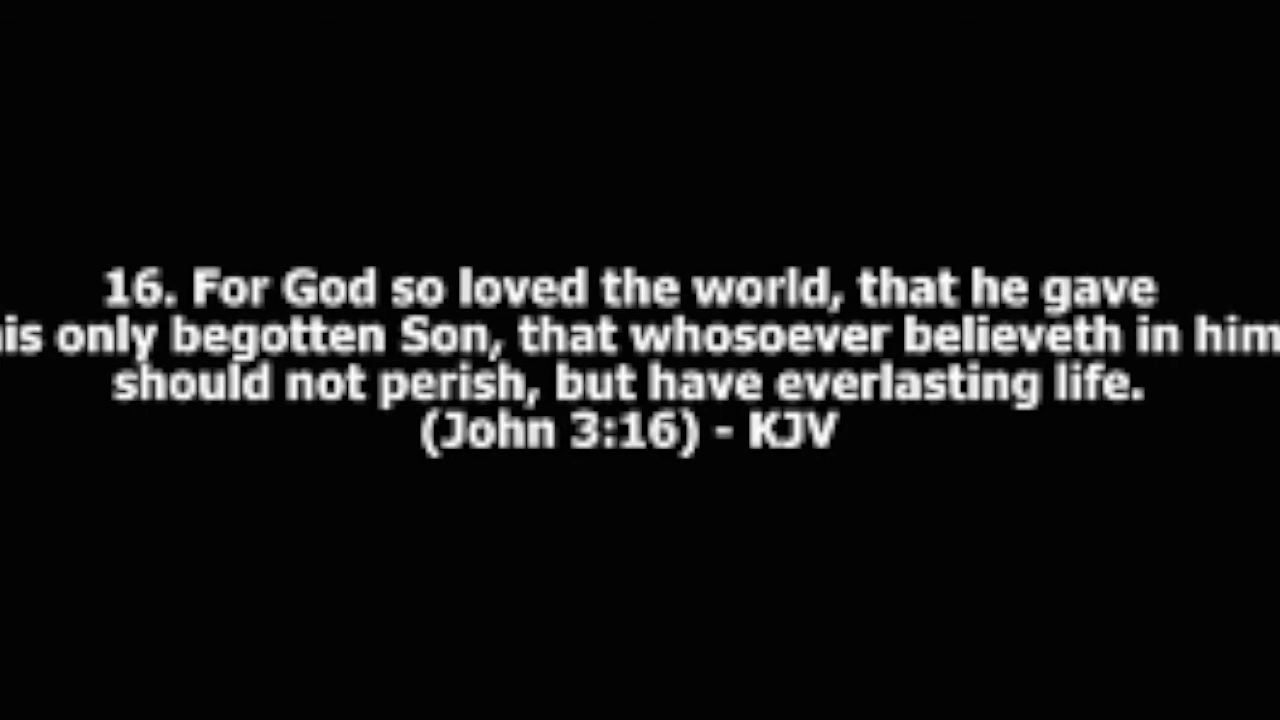 16. For God so loved the world, that he gave
his only begotten Son, that whosoever believeth in him
should not perish, but have everlasting life.
(John 3:16) - KJV